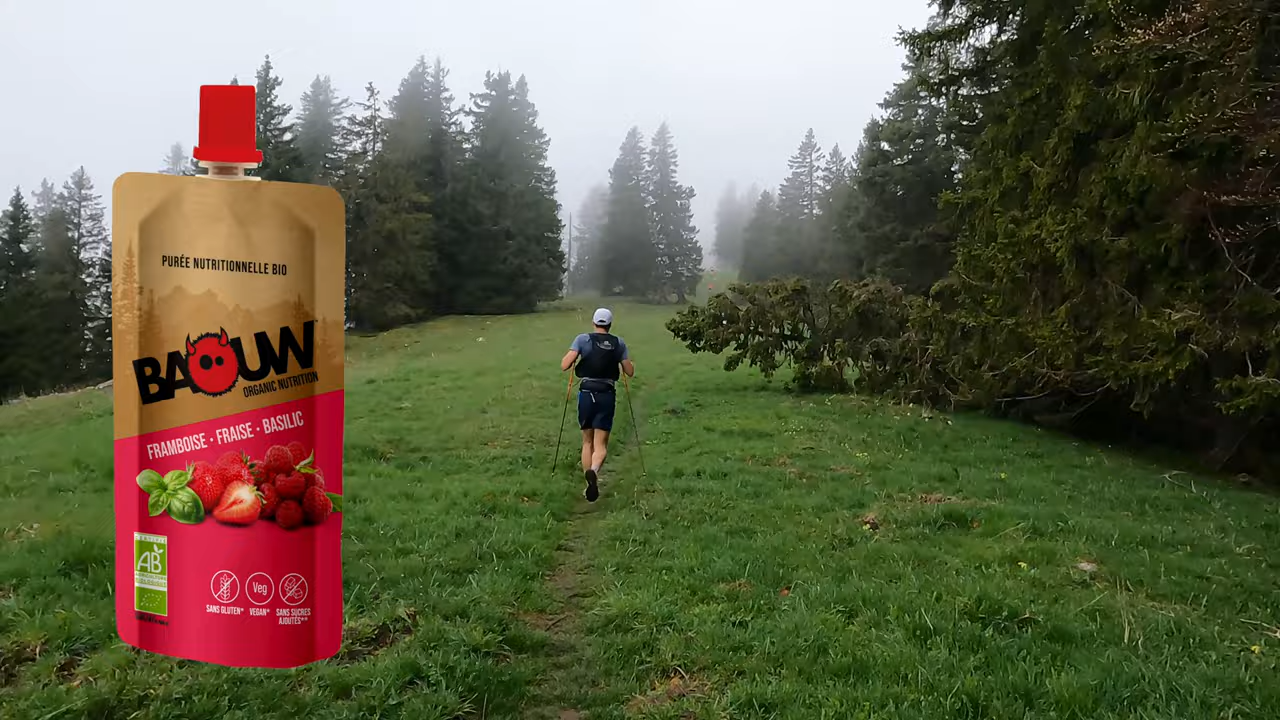 PURÉE NUTRITIONNELLE BIO
BAOUW
ORGANIC NUTRITION
FRAMBOISE · FRAISE · BASILIC
AB
SANS GLUTEN*
Veg
VEGAN*
SANS SUCRES
AJOUTÉS**